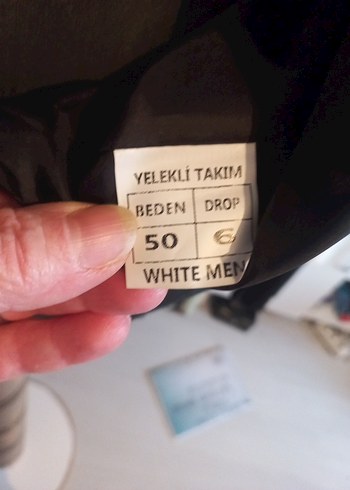 YELEKLİ TAKIM
BEDEN DROP
50 6
WHITE MEN